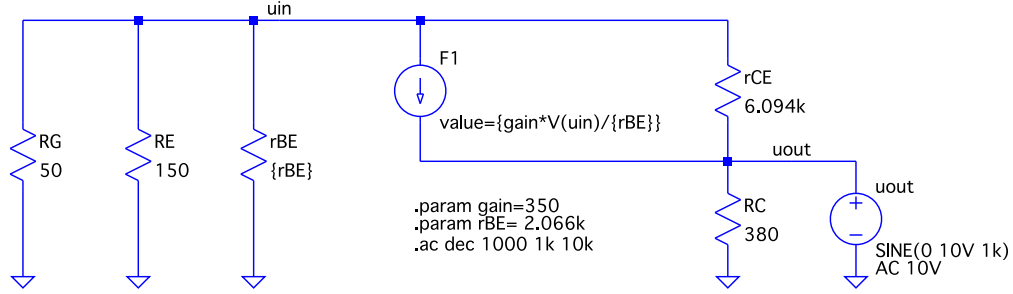 uin
F1
rCE
6.094k
value={gain*V(uin)/{rBE}}
RG
50
RE
150
rBE
{rBE}
uout
uout
.param gain=350
.param rBE= 2.066k
.ac dec 1000 1k 10k
RC
380
+
−
SINE(0 10V 1k)
AC 10V